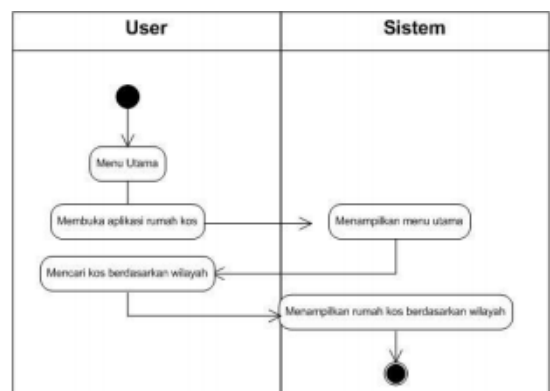 User
Sistem
Menu Utama
Membuka aplikasi rumah kos
Menampilkan menu utama
Mencari kos berdasarkan wilayah
Menampilkan rumah kos berdasarkan wilayah